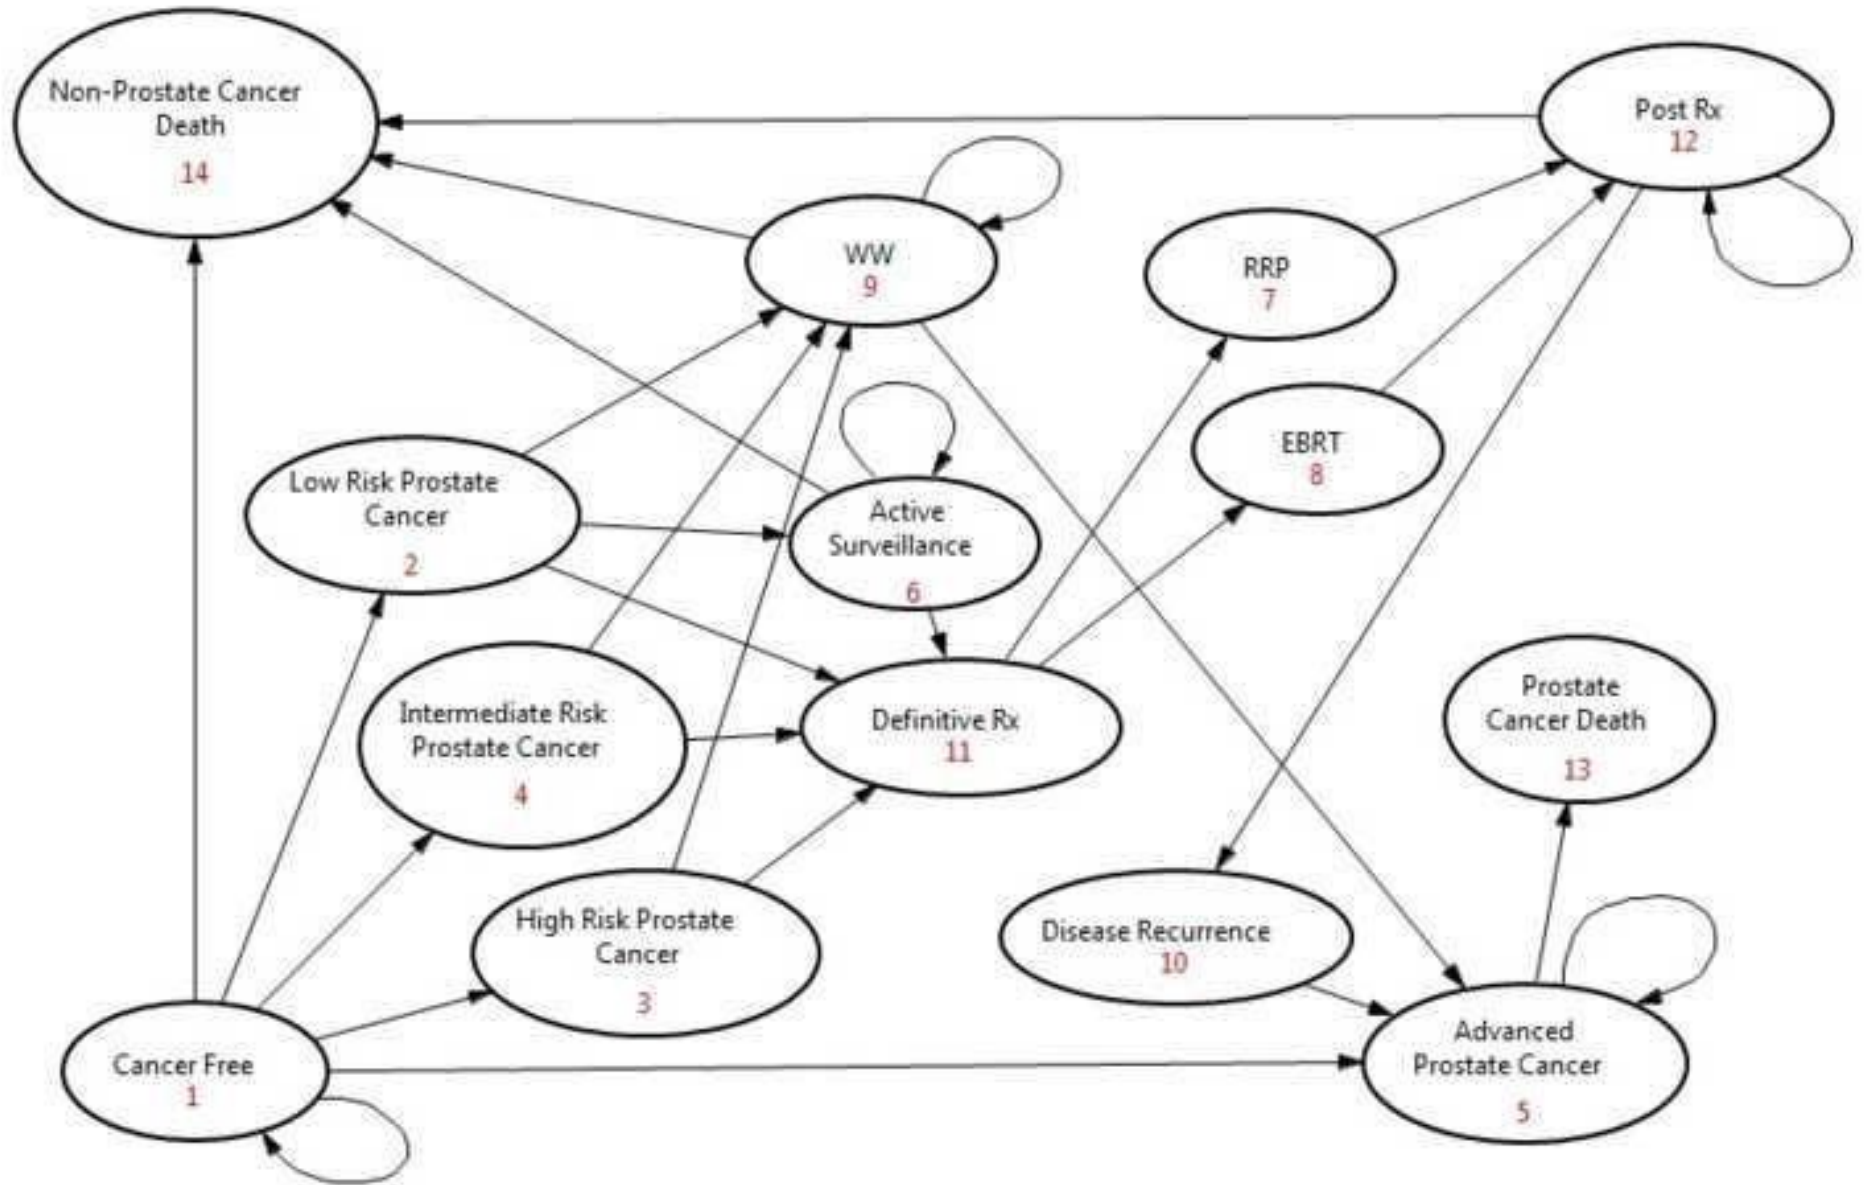 Non-Prostate Cancer
Death
14
Post Rx
12
WW
9
RRP
7
EBRT
8
Low Risk Prostate
Cancer
2
Active
Surveillance
6
Intermediate Risk
Prostate Cancer
4
Definitive Rx
11
Prostate
Cancer Death
13
High Risk Prostate
Cancer
3
Disease Recurrence
10
Cancer Free
1
Advanced
Prostate Cancer
5